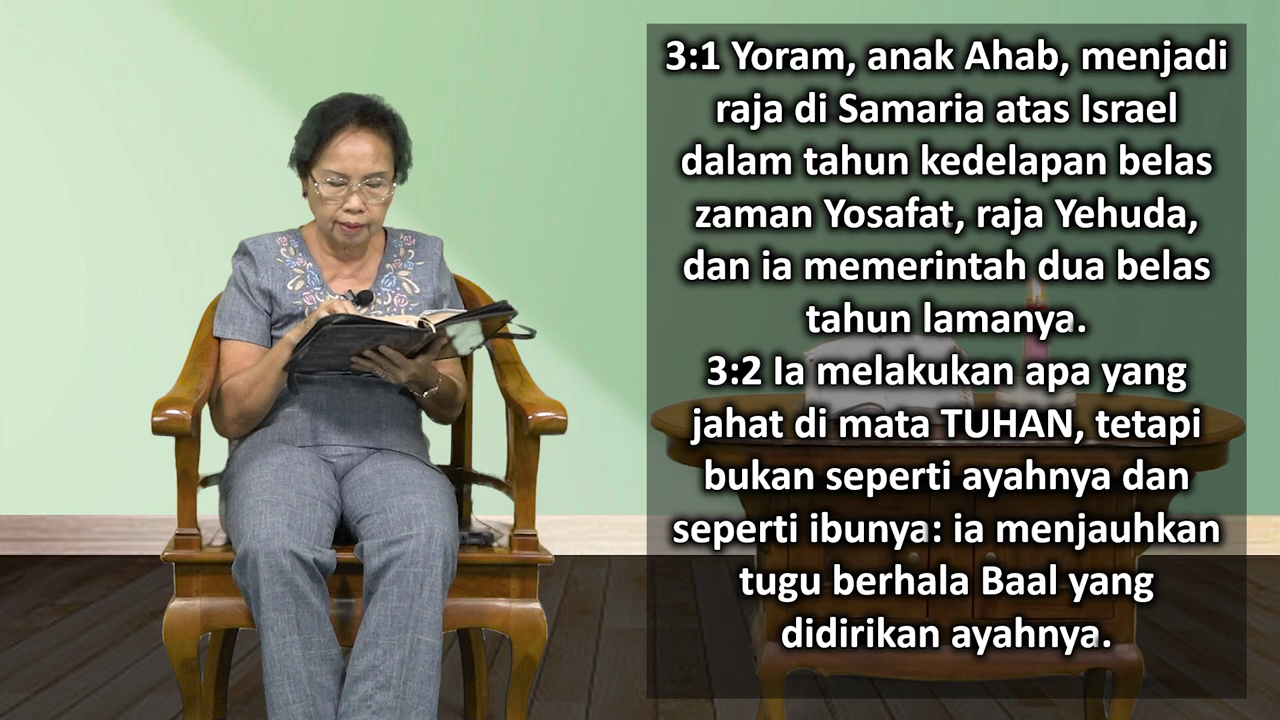 3:1 Yoram, anak Ahab, menjadi
raja di Samaria atas Israel
dalam tahun kedelapan belas
zaman Yosafat, raja Yehuda,
dan ia memerintah dua belas
tahun lamanya.
3:2 Ia melakukan apa yang
jahat di mata TUHAN, tetapi
bukan seperti ayahnya dan
seperti ibunya: ia menjauhkan
tugu berhala Baal yang
didirikan ayahnya.